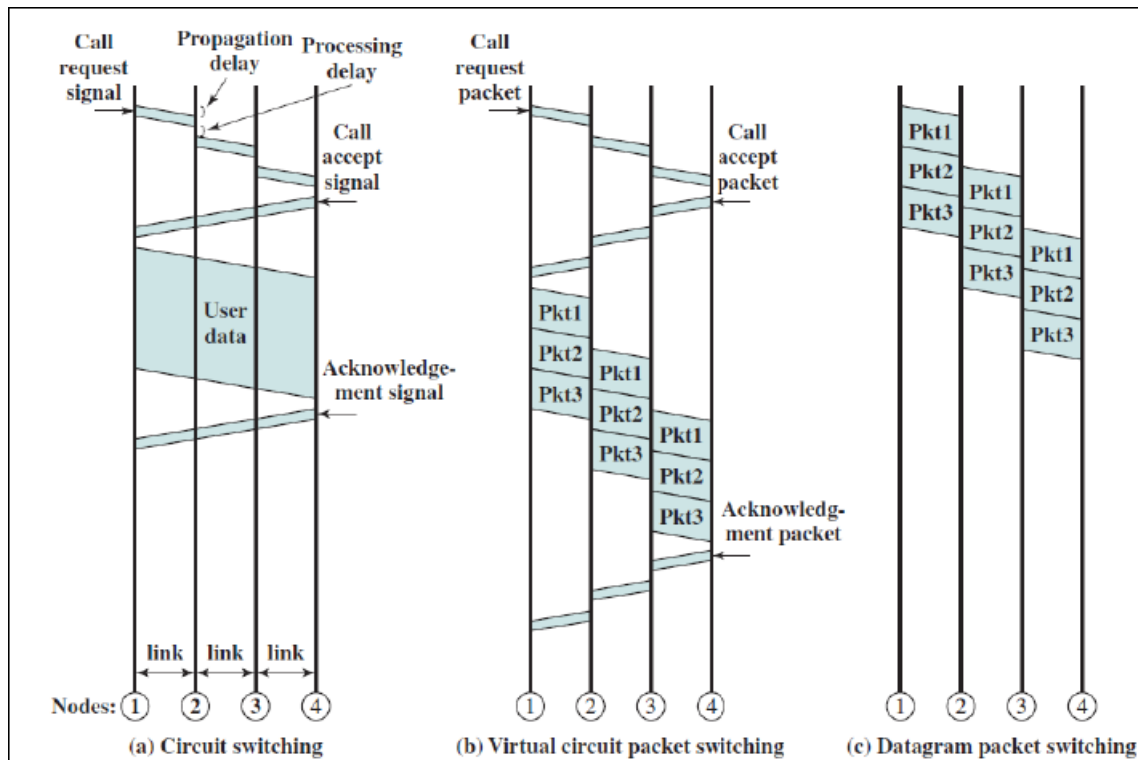 Call
request
signal
Propagation
delay
Processing
delay
Call
accept
signal
User
data
Acknowledge-
ment signal
link
link
link
Nodes: 1 2 3 4
(a) Circuit switching
Call
request
packet
Call
accept
packet
Pkt1
Pkt2
Pkt3
Pkt1
Pkt2
Pkt3
Pkt1
Pkt2
Pkt3
Acknowledg-
ment packet
1 2 3 4
(b) Virtual circuit packet switching
Pkt1
Pkt2
Pkt3
Pkt1
Pkt2
Pkt3
Pkt1
Pkt2
Pkt3
1 2 3 4
(c) Datagram packet switching